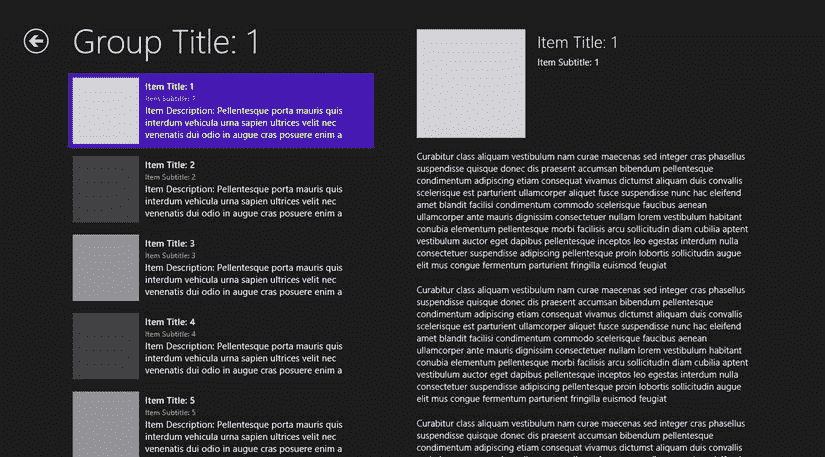 Group Title: 1
Item Title: 1
Item Description: Pellentesque porta mauris quis
interdum vehicula urna sapien ultrices velit nec
venenatis dui odio in augue cras posuere enim a
Item Title: 2
Item Subtitle: 2
Item Description: Pellentesque porta mauris quis
interdum vehicula urna sapien ultrices velit nec
venenatis dui odio in augue cras posuere enim a
Item Title: 3
Item Subtitle: 3
Item Description: Pellentesque porta mauris quis
interdum vehicula urna sapien ultrices velit nec
venenatis dui odio in augue cras posuere enim a
Item Title: 4
Item Subtitle: 4
Item Description: Pellentesque porta mauris quis
interdum vehicula urna sapien ultrices velit nec
venenatis dui odio in augue cras posuere enim a
Item Title: 5
Item Subtitle: 5
Item Description: Pellentesque porta mauris quis
interdum vehicula urna sapien ultrices velit nec
venenatis dui odio in augue cras posuere enim a
Item Title: 1
Item Subtitle: 1
Curabitur class aliquam vestibulum nam curae maecenas sed integer cras phasellus
suspendisse quisque donec dis praesent accumsan bibendum pellentesque
condimentum adipiscing etiam consequat vivamus dictumst aliquam duis convallis
scelerisque est parturient ullamcorper aliquet fusce suspendisse nunc hac eleifend
amet blandit facilisi condimentum commodo scelerisque faucibus aenean
ullamcorper ante mauris dignissim consectetuer nullam lorem vestibulum habitant
conubia elementum pellentesque morbi facilisis arcu sollicitudin diam cubilia aptent
vestibulum auctor eget dapibus pellentesque inceptos leo egestas interdum nulla
consectetuer suspendisse adipiscing pellentesque proin lobortis sollicitudin augue
elit mus congue fermentum parturient fringilla euismod feugiat
Curabitur class aliquam vestibulum nam curae maecenas sed integer cras phasellus
suspendisse quisque donec dis praesent accumsan bibendum pellentesque
condimentum adipiscing etiam consequat vivamus dictumst aliquam duis convallis
scelerisque est parturient ullamcorper aliquet fusce suspendisse nunc hac eleifend
amet blandit facilisi condimentum commodo scelerisque faucibus aenean
ullamcorper ante mauris dignissim consectetuer nullam lorem vestibulum habitant
conubia elementum pellentesque morbi facilisis arcu sollicitudin diam cubilia aptent
vestibulum auctor eget dapibus pellentesque inceptos leo egestas interdum nulla
consectetuer suspendisse adipiscing pellentesque proin lobortis sollicitudin augue
elit mus congue fermentum parturient fringilla euismod feugiat
Curabitur class aliquam vestibulum nam curae maecenas sed integer cras phasellus
suspendisse quisque donec dis praesent accumsan bibendum pellentesque
condimentum adipiscing etiam consequat vivamus dictumst aliquam duis convallis